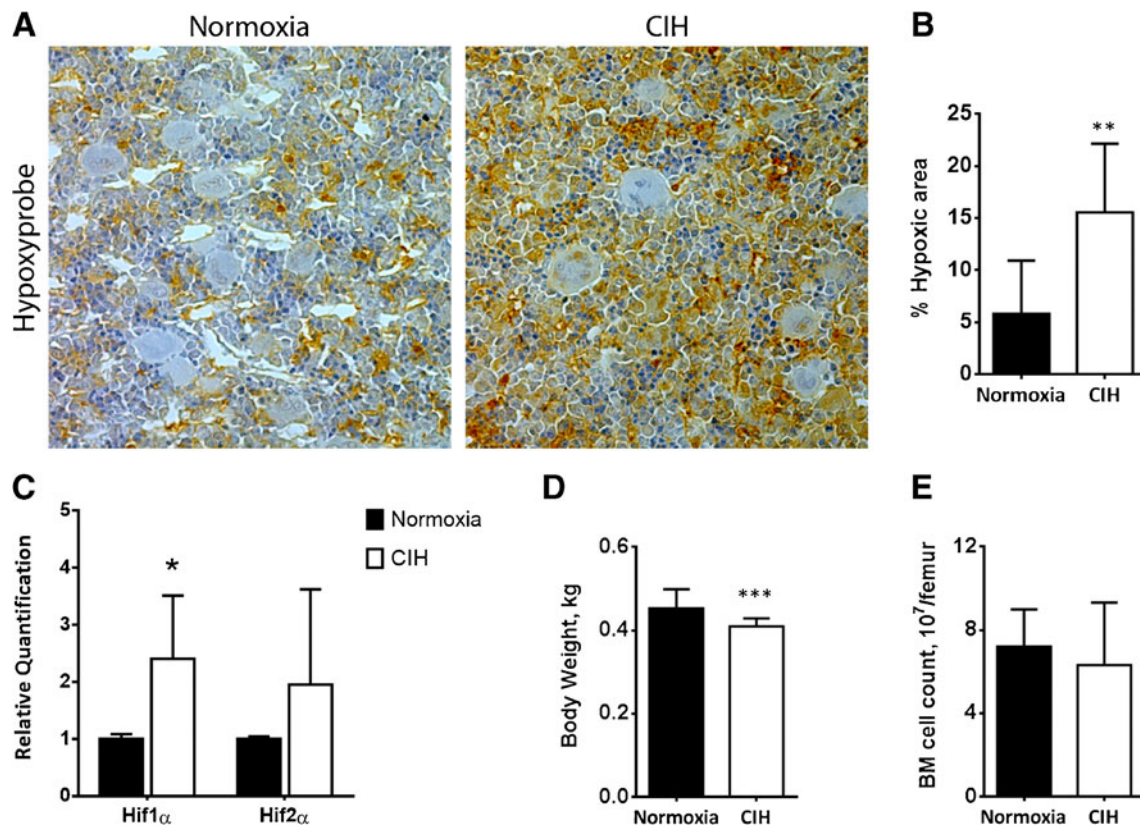 A
Normoxia
CIH
Hypoxyprobe
B
% Hypoxic area
25
20
15
10
5
0
**
Normoxia
CIH
C
Relative Quantification
5
4
3
2
1
0
*
Hif1α
Hif2α
Normoxia
CIH
D
Body Weight, kg
0.6
0.4
0.2
0.0
***
Normoxia
CIH
E
BM cell count, 10⁷/femur
12
8
4
0
Normoxia
CIH